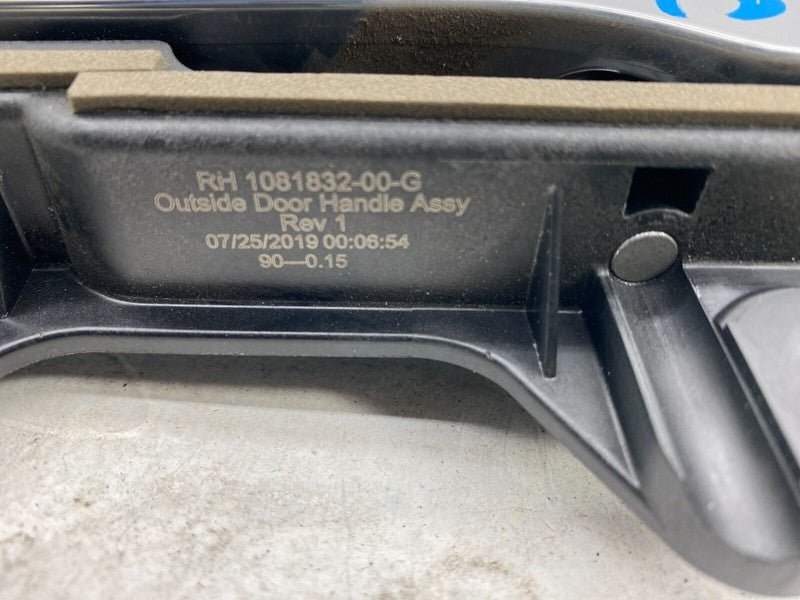 RH 1081832-00-G
Outside Door Handle Assy
Rev 1
07/25/2019 00:06:54
90—0.15